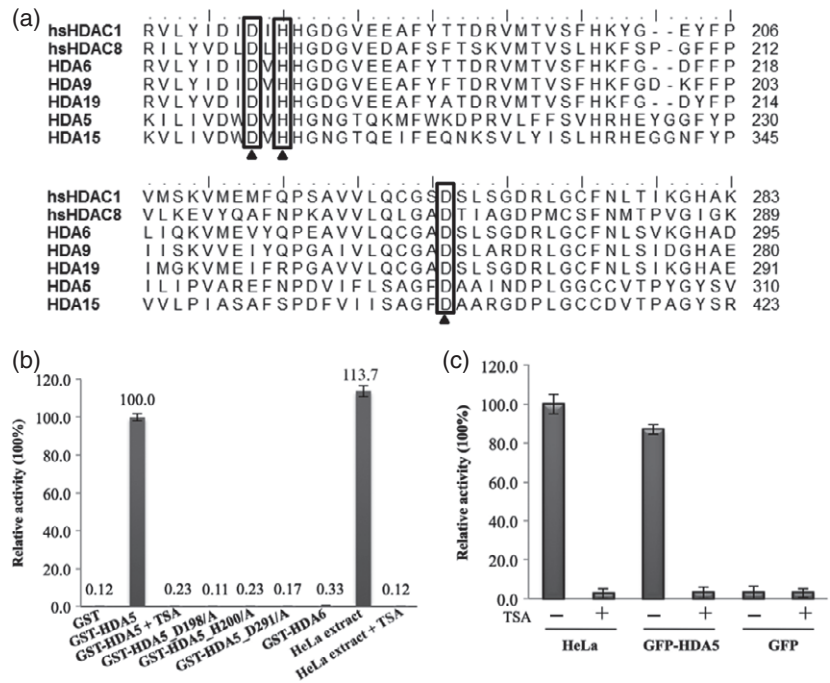 (a)
hsHDAC1 R V L Y I D I D I H H G D G V E E A F Y T T D R V M T V S F H K Y G - - E Y F P 206
hsHDAC8 R I L Y V D L D L H H G D G V E D A F S F T S K V M T V S L H K F S P - G F F P 212
HDA6 R V L Y I D I D V H H G D G V E E A F Y T T D R V M T V S F H K F G - - D F F P 218
HDA9 R V L Y I D I D V H H G D G V E E A F Y F T D R V M T V S F H K F G D - K F F P 203
HDA19 R V L Y V D I D I H H G D G V E E A F Y A T D R V M T V S F H K F G - - D Y F P 214
HDA5 K I L I V D W D V H H G N G T Q K M F W K D P R V L F F S V H R H E Y G G F Y P 240
HDA15 K V L I V D W D V H H G N G T Q E I F E Q N K S V L Y I S L H R H E G G N F Y P 345
hsHDAC1 V M S K V M E M F Q P S A V V L Q C G S D S L S G D R L G C F N L T I K G H A K 283
hsHDAC8 V L K E V Y Q A F N P K A V V L Q L G A D T I A G D P M C S F N M T P V G I G K 289
HDA6 L I Q K V M E V Y Q P E A V V L Q C G A D S L S G D R L G C F N L S V K G H A D 295
HDA9 I I S K V V E I Y Q P G A I V L Q C G A D S L A R D R L G C F N L S I D G H A E 280
HDA19 I M G K V M E I F R P G A V V L Q C G A D S L S G D R L G C F N L S I K G H A E 291
HDA5 I L I P V A R E F N P D V I F L S A G F D A A I N D P L G G C C V T P Y G Y S V 310
HDA15 V V L P I A S A F S P D F V I I S A G F D A A R G D P L G C C D V T P A G Y S R 423
(b)
Relative activity (100%)
120.0
100.0
80.0
60.0
40.0
20.0
0.0
0.12
100.0
0.23
0.11
0.23
0.17
0.33
113.7
0.12
GST
GST-HDA5
GST-HDA5 + TSA
GST-HDA5_D198/A
GST-HDA5_H200/A
GST-HDA5_D291/A
GST-HDA6
HeLa extract
HeLa extract + TSA
(c)
Relative activity (100%)
120.0
100.0
80.0
60.0
40.0
20.0
0.0
TSA − + − + − +
HeLa GFP-HDA5 GFP